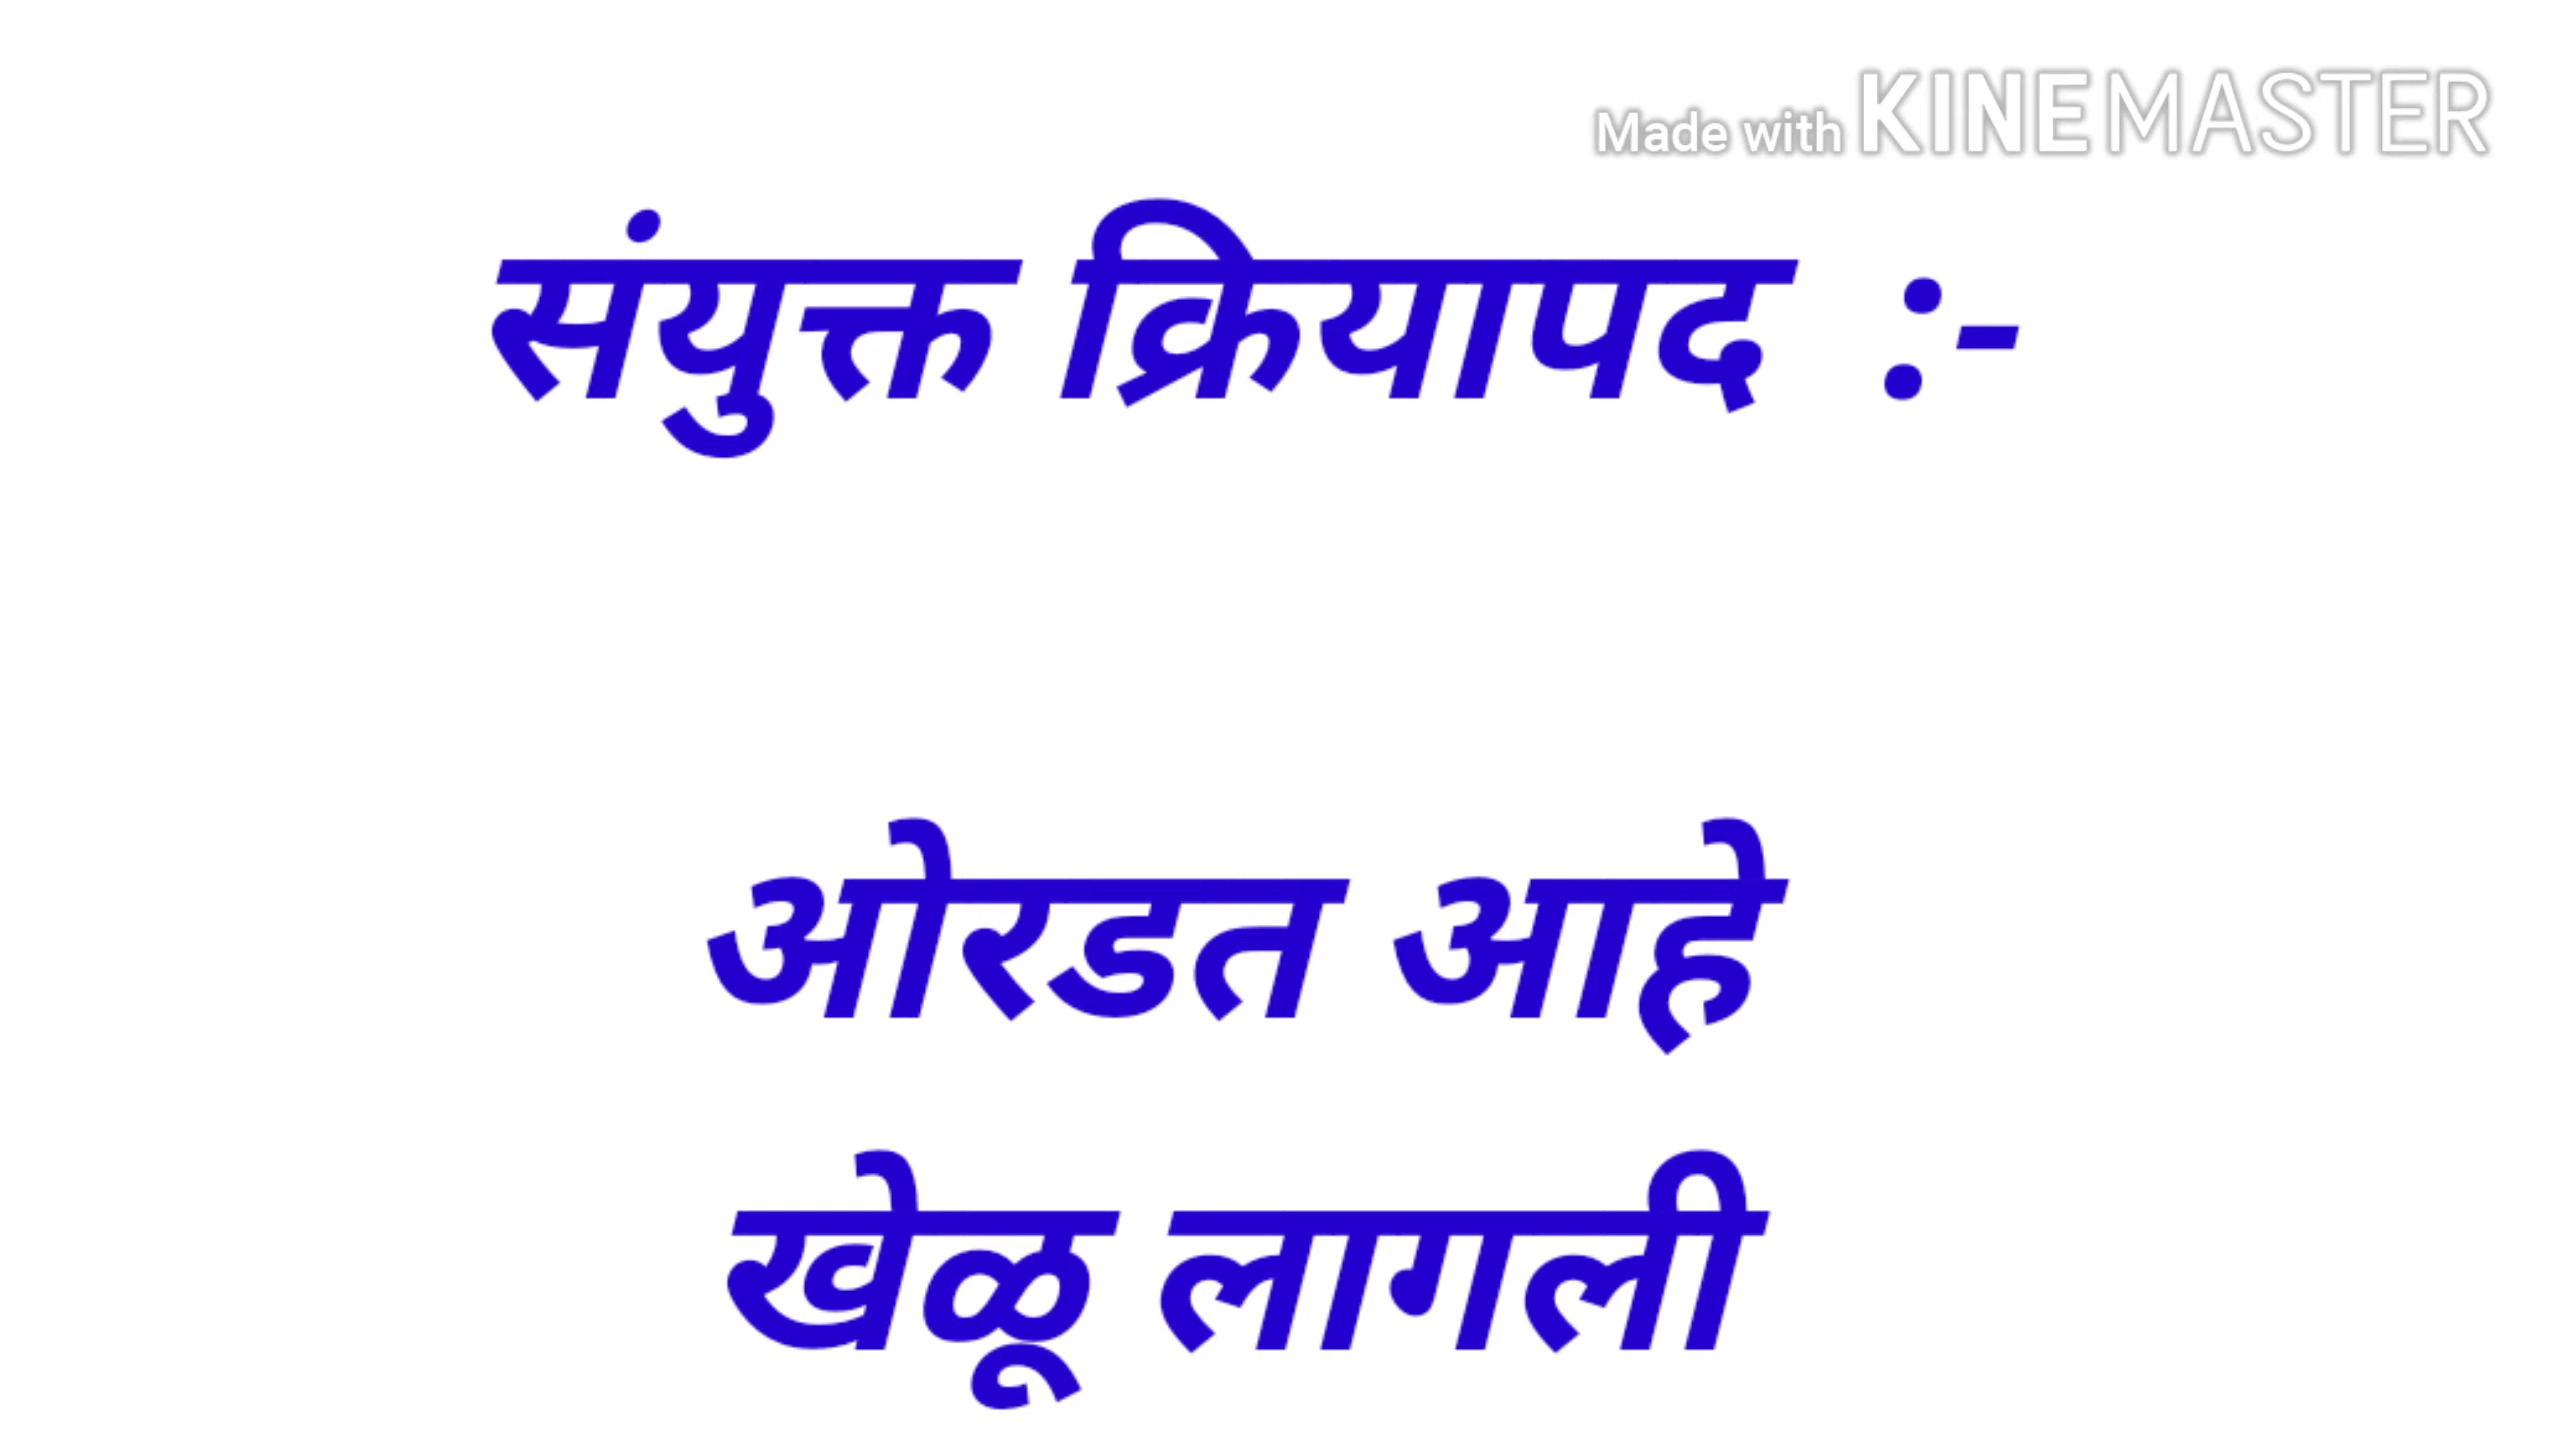 Made with KINEMASTER
संयुक्त क्रियापद :-
ओरडत आहे
खेळू लागली